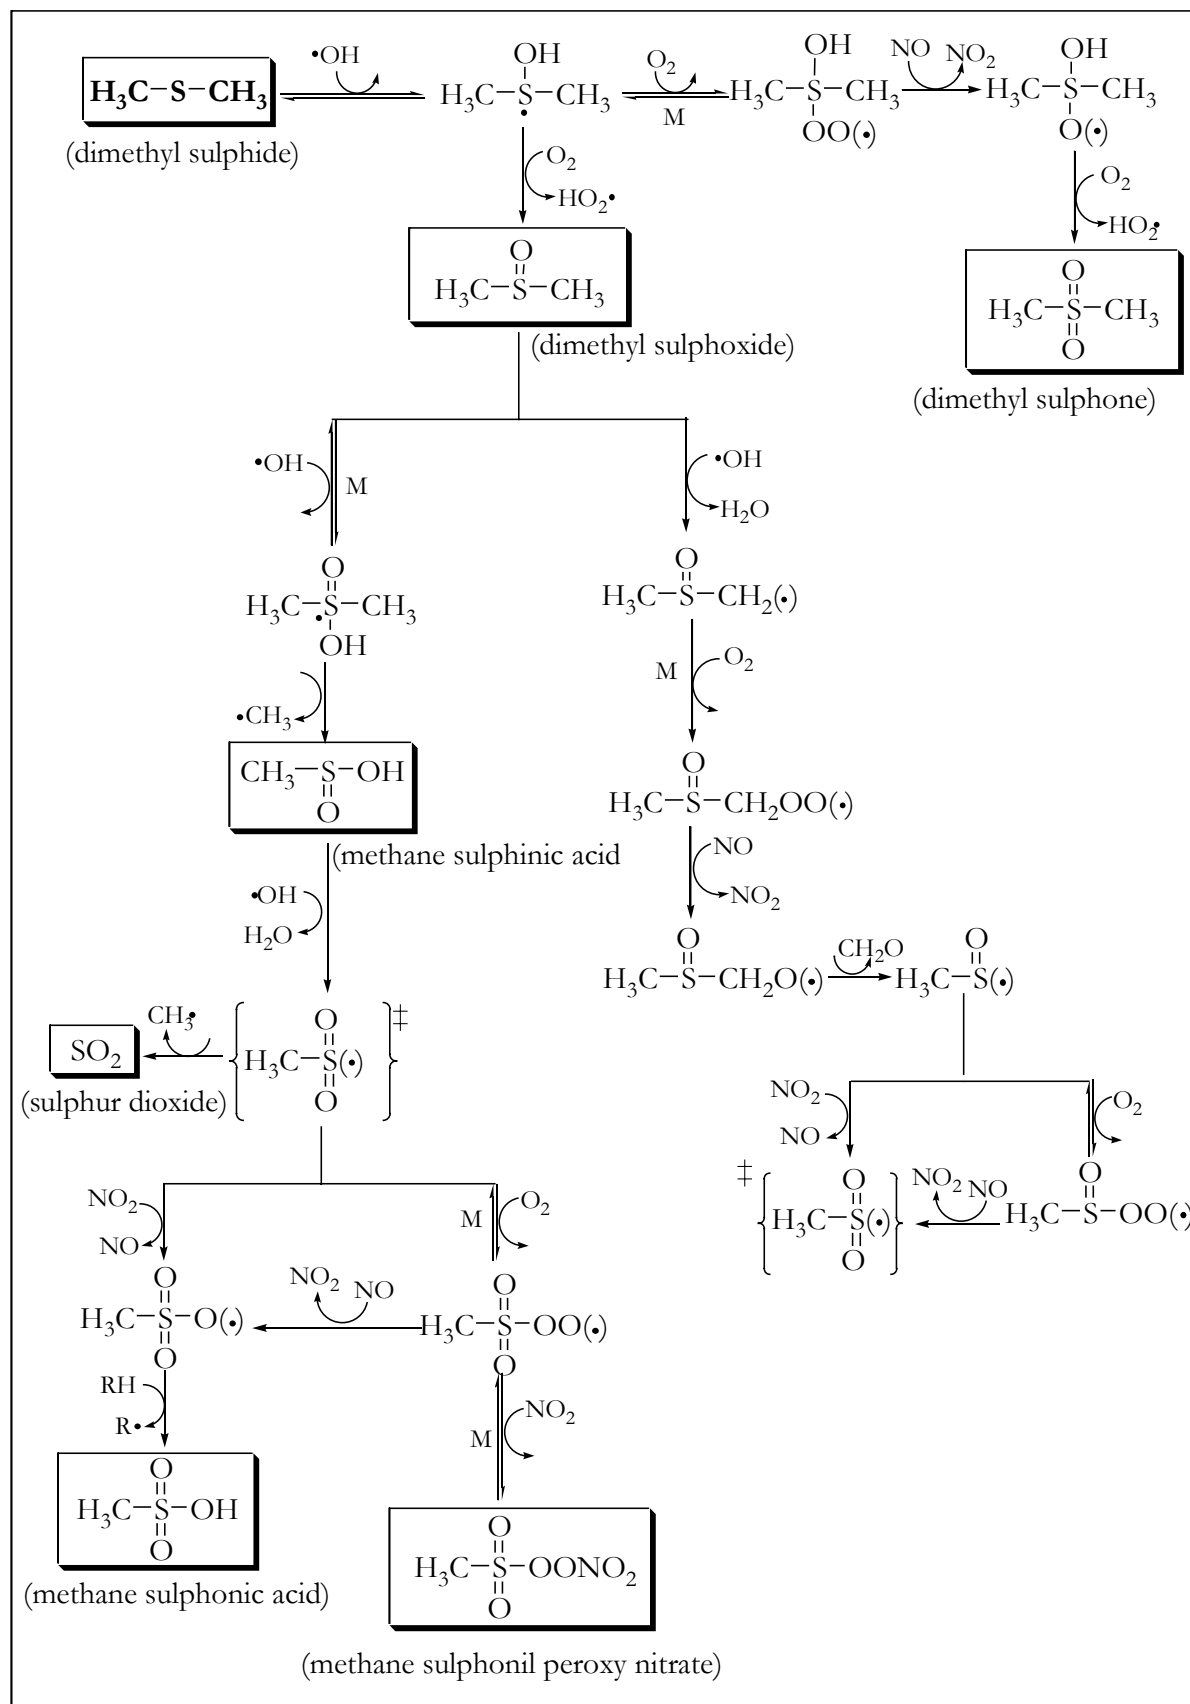 •OH
OH
O₂
OH
NO NO₂
OH
H₃C–S–CH₃
H₃C–S–CH₃
•
M
H₃C–S–CH₃
OO(•)
H₃C–S–CH₃
O(•)
(dimethyl sulphide)
O₂
HO₂•
O₂
HO₂•
O
H₃C–S–CH₃
(dimethyl sulphoxide)
O
H₃C–S–CH₃
O
(dimethyl sulphone)
•OH
M
•OH
H₂O
O
H₃C–S–CH₃
•
OH
O
H₃C–S–CH₂(•)
•CH₃
M
O₂
CH₃–S–OH
O
(methane sulphinic acid
O
H₃C–S–CH₂OO(•)
•OH
H₂O
NO
NO₂
O
H₃C–S–CH₂O(•)
CH₂O
O
H₃C–S(•)
SO₂
(sulphur dioxide)
CH₃•
O
H₃C–S(•)
O
‡
NO₂
NO
O₂
NO₂
NO
M
O₂
‡
O
H₃C–S(•)
O
NO₂ NO
O
H₃C–S–OO(•)
O
H₃C–S–O(•)
O
NO₂ NO
O
H₃C–S–OO(•)
O
RH
R•
M
NO₂
O
H₃C–S–OH
O
(methane sulphonic acid)
O
H₃C–S–OONO₂
O
(methane sulphonil peroxy nitrate)